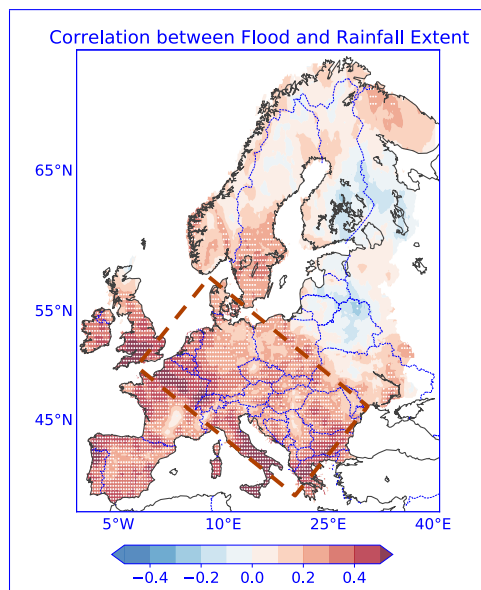 Correlation between Flood and Rainfall Extent
65°N
55°N
45°N
5°W 10°E 25°E 40°E
−0.4 −0.2 0.0 0.2 0.4